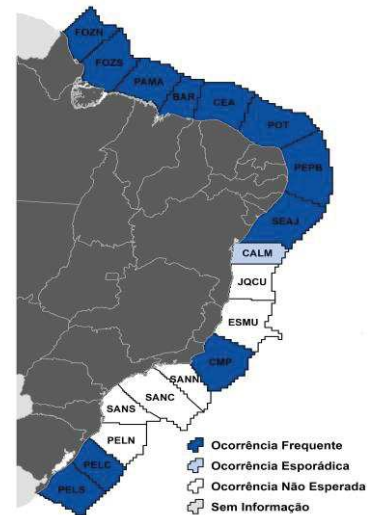 FOZN
FOZS
PAMA
BAR
CEA
POT
PEPB
SEAJ
CALM
JQCU
ESMU
CMP
SANN
SANC
SANS
PELN
PELC
PELS
Ocorrência Frequente
Ocorrência Esporádica
Ocorrência Não Esperada
Sem Informação